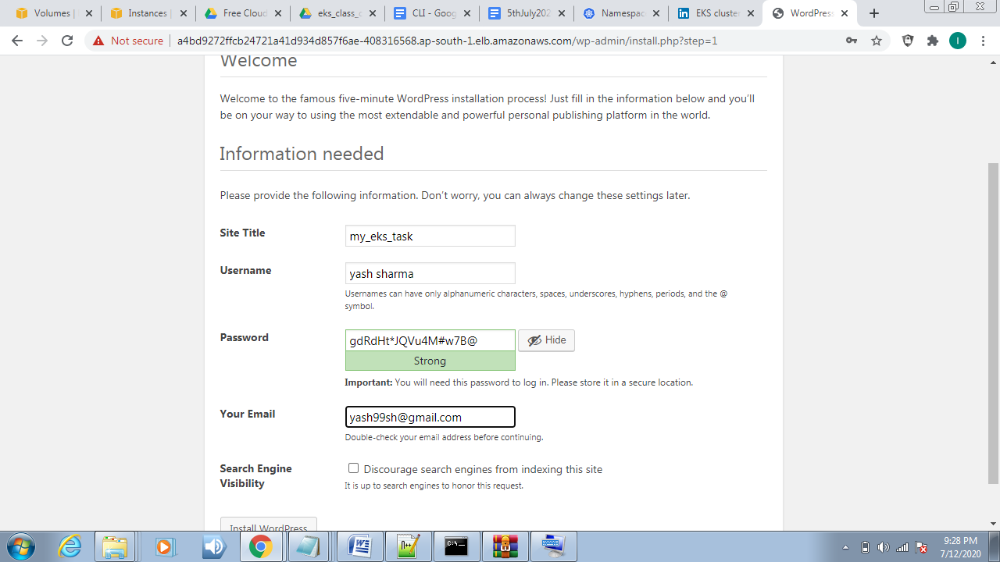 Volumes |
Instances |
Free Cloud
eks_class_c
CLI - Goog
5thJuly202
Namespac
EKS cluster
WordPress
Not secure
a4bd9272ffcb24721a41d934d857f6ae-408316568.ap-south-1.elb.amazonaws.com/wp-admin/install.php?step=1
I
Welcome
Welcome to the famous five-minute WordPress installation process! Just fill in the information below and you’ll
be on your way to using the most extendable and powerful personal publishing platform in the world.
Information needed
Please provide the following information. Don’t worry, you can always change these settings later.
Site Title
my_eks_task
Username
yash sharma
Usernames can have only alphanumeric characters, spaces, underscores, hyphens, periods, and the @
symbol.
Password
gdRdHt*JQVu4M#w7B@
Hide
Strong
Important: You will need this password to log in. Please store it in a secure location.
Your Email
yash99sh@gmail.com
Double-check your email address before continuing.
Search Engine
Visibility
Discourage search engines from indexing this site
It is up to search engines to honor this request.
Install WordPress
9:28 PM
7/12/2020